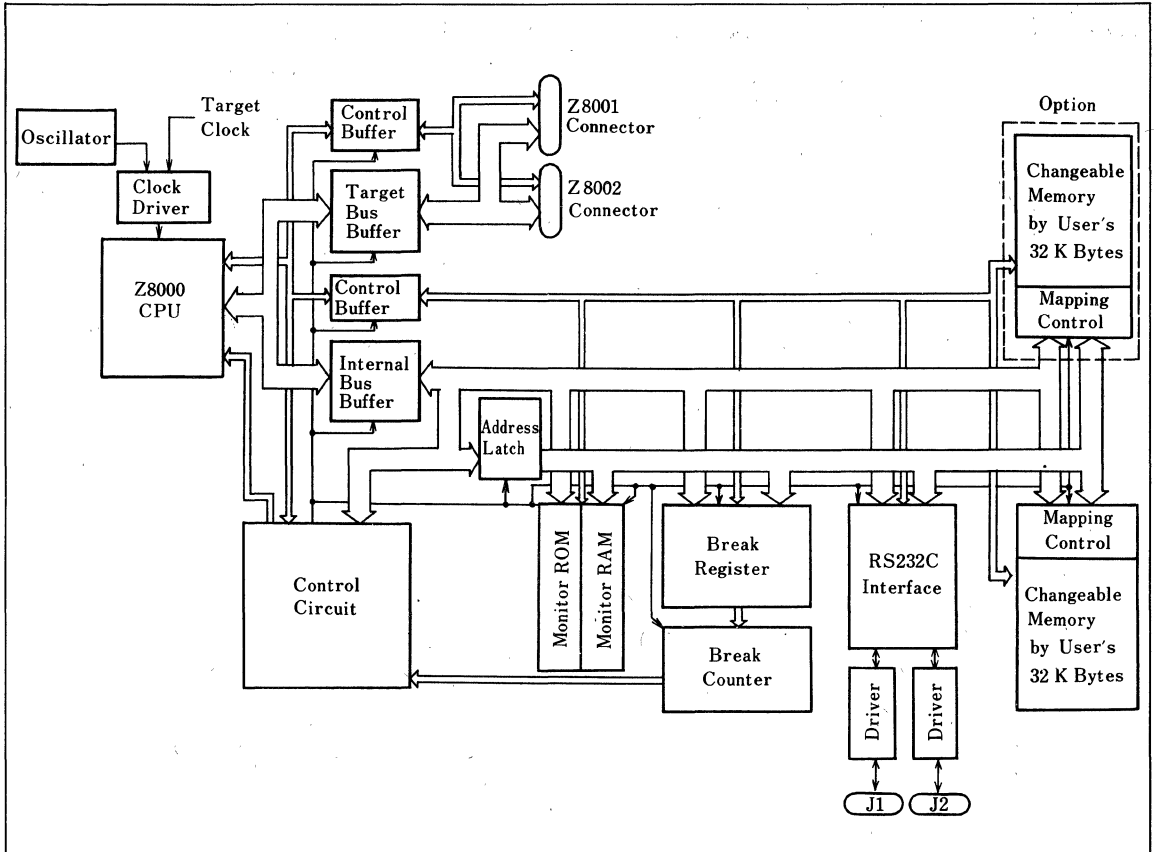 Oscillator
Target
Clock
Clock
Driver
Z8000
CPU
Control
Buffer
Target
Bus
Buffer
Control
Buffer
Internal
Bus
Buffer
Z8001
Connector
Z8002
Connector
Address
Latch
Control
Circuit
Monitor ROM
Monitor RAM
Break
Register
Break
Counter
RS232C
Interface
Driver
Driver
J1
J2
Option
Changeable
Memory
by User's
32 K Bytes
Mapping
Control
Mapping
Control
Changeable
Memory
by User's
32 K Bytes